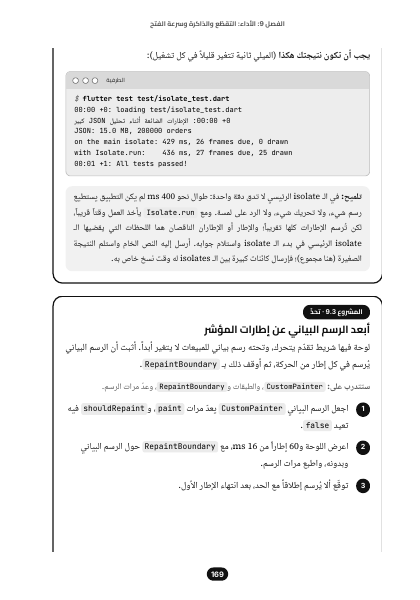 الفصل 9: الأداء: التقطّع والذاكرة وسرعة الفتح
يجب أن تكون نتيجتك هكذا (الميلي ثانية تتغير قليلاً في كل تشغيل):
الطرفية
$ flutter test test/isolate_test.dart
00:00 +0: loading test/isolate_test.dart
00:00 +0: الإطارات الضائعة أثناء تحليل JSON كبير
JSON: 15.0 MB, 200000 orders
on the main isolate: 429 ms, 26 frames due, 0 drawn
with Isolate.run: 436 ms, 27 frames due, 25 drawn
00:01 +1: All tests passed!
تلميح: في الـ isolate الرئيسي لا تدق دقة واحدة: طوال نحو 400 ms لم يكن التطبيق يستطيع
رسم شيء، ولا تحريك شيء، ولا الرد على لمسة. ومع Isolate.run يأخذ العمل وقتاً قريباً،
لكن تُرسم الإطارات كلها تقريباً؛ والإطار أو الإطاران الناقصان هما اللحظات التي يقضيها الـ
isolate الرئيسي في بدء الـ isolate واستلام جوابه. أرسل إليه النص الخام واستلم النتيجة
الصغيرة (هنا مجموع)؛ فإرسال كائنات كبيرة بين الـ isolates له وقت نسخ خاص به.
المشروع 9.3 · تحدٍّ
أبعد الرسم البياني عن إطارات المؤشر
لوحة فيها شريط تقدّم يتحرك، وتحته رسم بياني للمبيعات لا يتغير أبداً. أثبت أن الرسم البياني
يُرسم في كل إطار من الحركة، ثم أوقف ذلك بـ RepaintBoundary.
ستتدرب على: CustomPainter، والطبقات وRepaintBoundary، وعدّ مرات الرسم.
1 اجعل الرسم البياني CustomPainter يعدّ مرات paint، وshouldRepaint فيه
تعيد false.
2 اعرض اللوحة و60 إطاراً من 16 ms، مع RepaintBoundary حول الرسم البياني
وبدونه، واطبع مرات الرسم.
3 توقع ألا يُرسم إطلاقاً مع الحد، بعد انتهاء الإطار الأول.
169